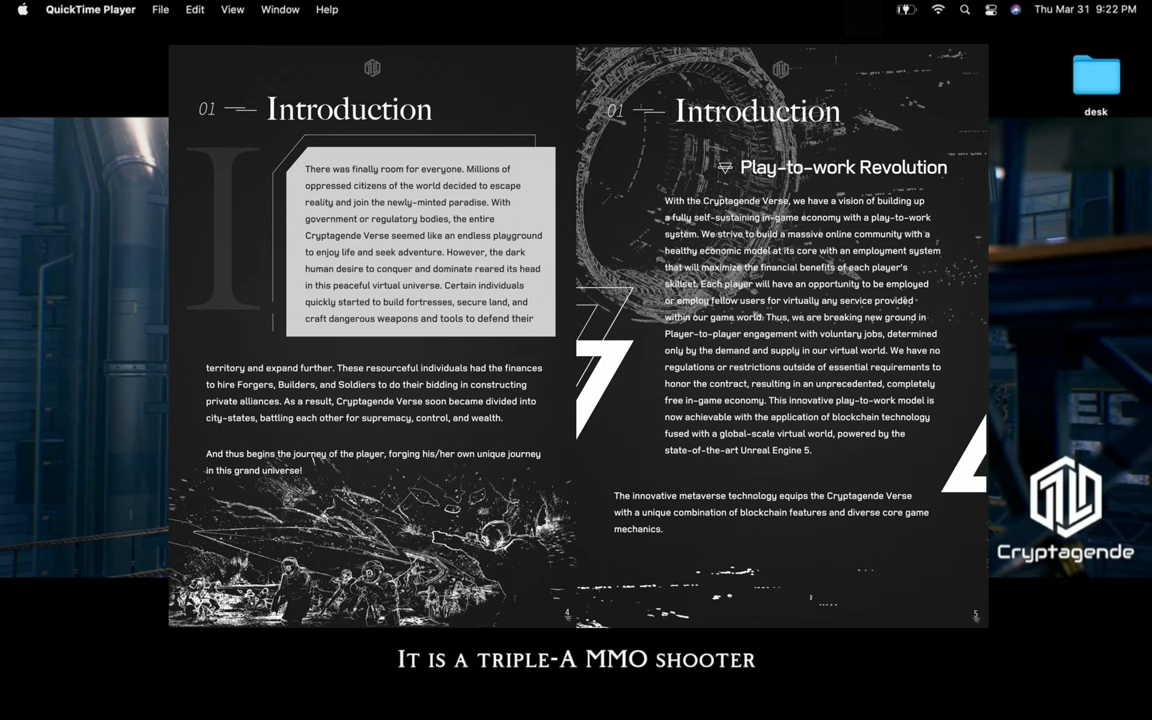 QuickTime Player File Edit View Window Help Thu Mar 31 9:22 PM
desk
01 Introduction
I
There was finally room for everyone. Millions of
oppressed citizens of the world decided to escape
reality and join the newly-minted paradise. With
government or regulatory bodies, the entire
Cryptagende Verse seemed like an endless playground
to enjoy life and seek adventure. However, the dark
human desire to conquer and dominate reared its head
in this peaceful virtual universe. Certain individuals
quickly started to build fortresses, secure land, and
craft dangerous weapons and tools to defend their
territory and expand further. These resourceful individuals had the finances
to hire Forgers, Builders, and Soldiers to do their bidding in constructing
private alliances. As a result, Cryptagende Verse soon became divided into
city-states, battling each other for supremacy, control, and wealth.
And thus begins the journey of the player, forging his/her own unique journey
in this grand universe!
4
01 Introduction
Play-to-work Revolution
With the Cryptagende Verse, we have a vision of building up
a fully self-sustaining in-game economy with a play-to-work
system. We strive to build a massive online community with a
healthy economic model at its core with an employment system
that will maximize the financial benefits of each player's
skillset. Each player will have an opportunity to be employed
or employ fellow users for virtually any service provided
within our game world. Thus, we are breaking new ground in
Player-to-player engagement with voluntary jobs, determined
only by the demand and supply in our virtual world. We have no
regulations or restrictions outside of essential requirements to
honor the contract, resulting in an unprecedented, completely
free in-game economy. This innovative play-to-work model is
now achievable with the application of blockchain technology
fused with a global-scale virtual world, powered by the
state-of-the-art Unreal Engine 5.
The innovative metaverse technology equips the Cryptagende Verse
with a unique combination of blockchain features and diverse core game
mechanics.
5
Cryptagende
It is a triple-A MMO shooter